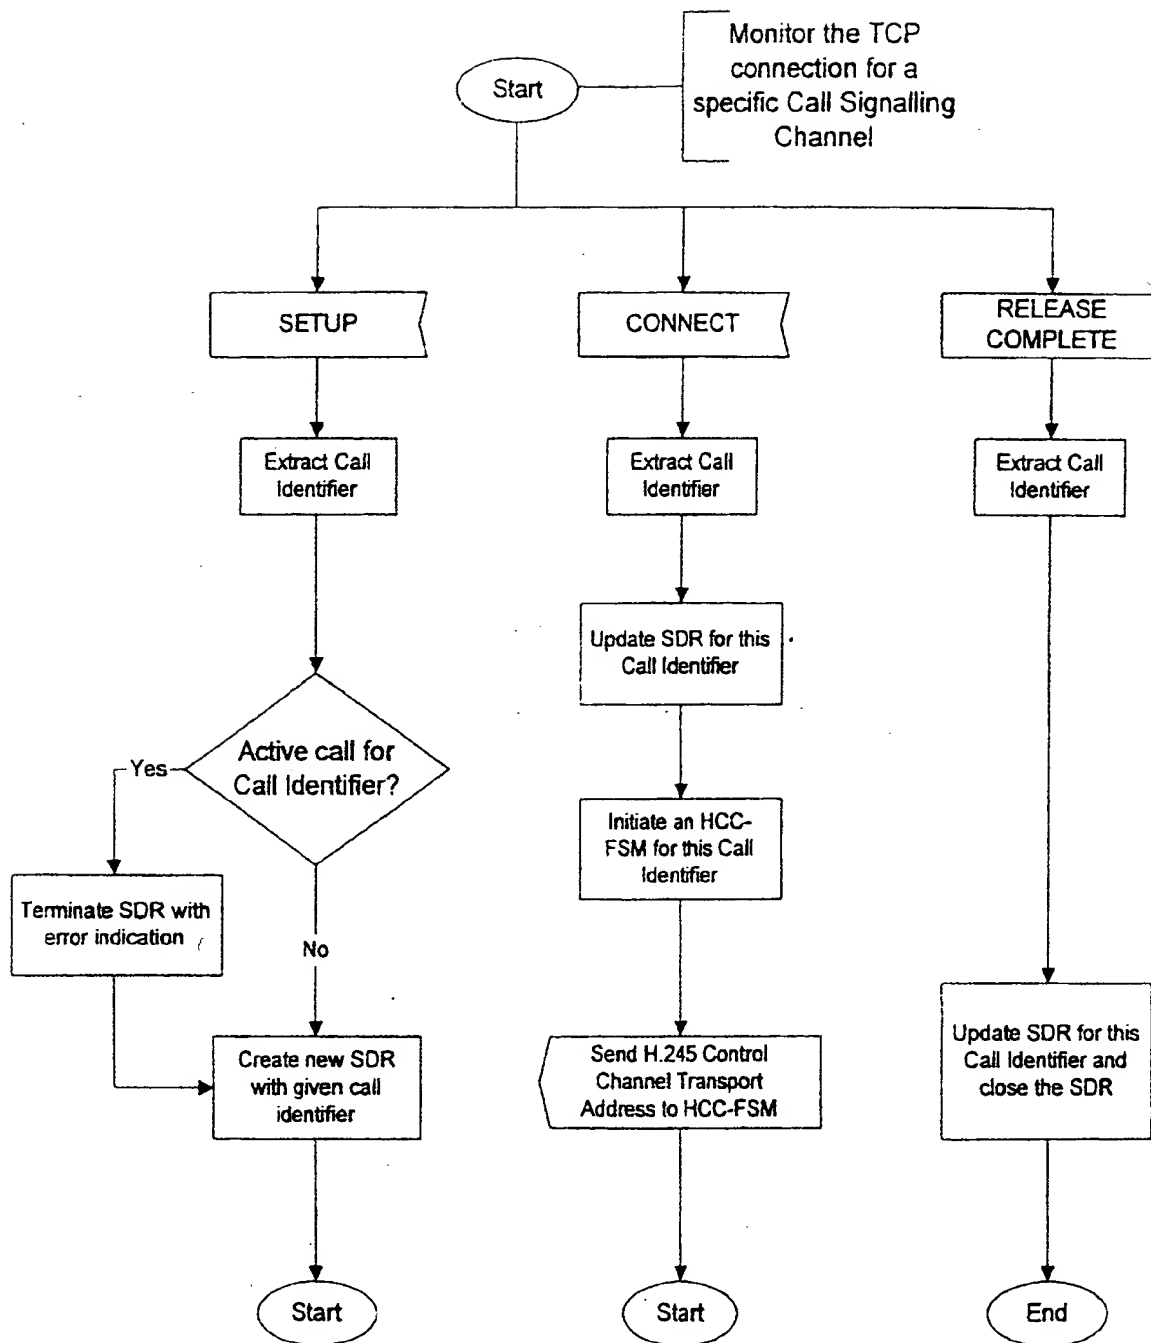 Start
Monitor the TCP
connection for a
specific Call Signalling
Channel
SETUP
CONNECT
RELEASE
COMPLETE
Extract Call
Identifier
Extract Call
Identifier
Extract Call
Identifier
Update SDR for this
Call Identifier
Active call for
Call Identifier?
Yes
No
Initiate an HCC-
FSM for this Call
Identifier
Terminate SDR with
error indication
Create new SDR
with given call
identifier
Send H.245 Control
Channel Transport
Address to HCC-FSM
Update SDR for this
Call Identifier and
close the SDR
Start
Start
End